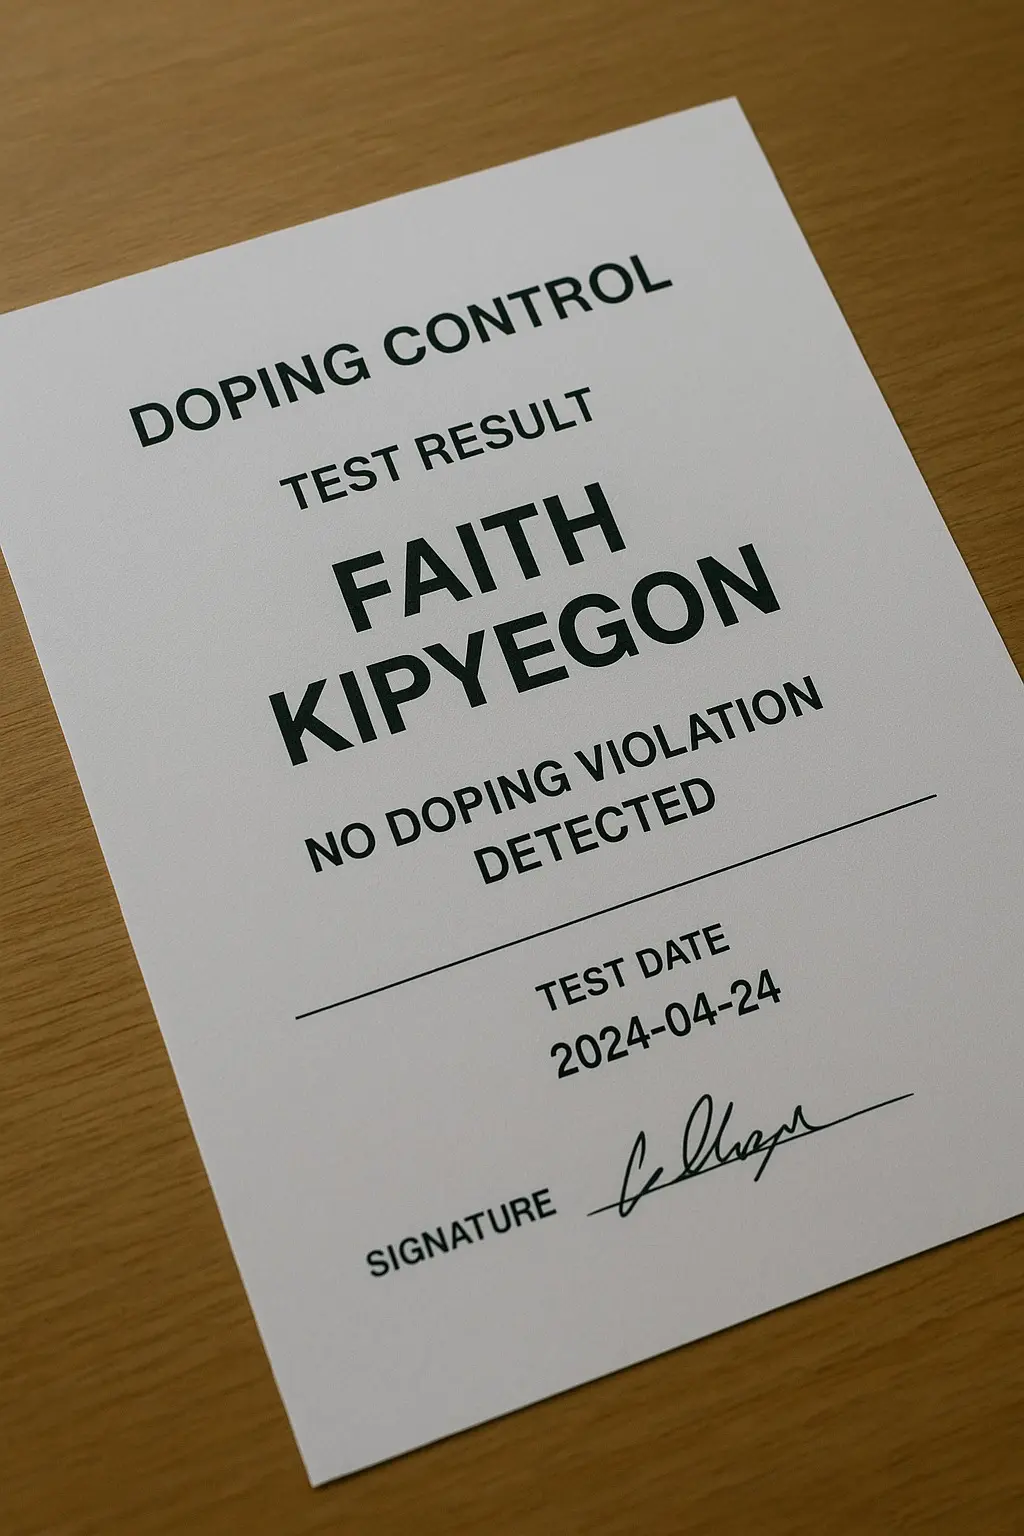 DOPING CONTROL
TEST RESULT
FAITH
KIPYEGON
NO DOPING VIOLATION
DETECTED
TEST DATE
2024-04-24
SIGNATURE